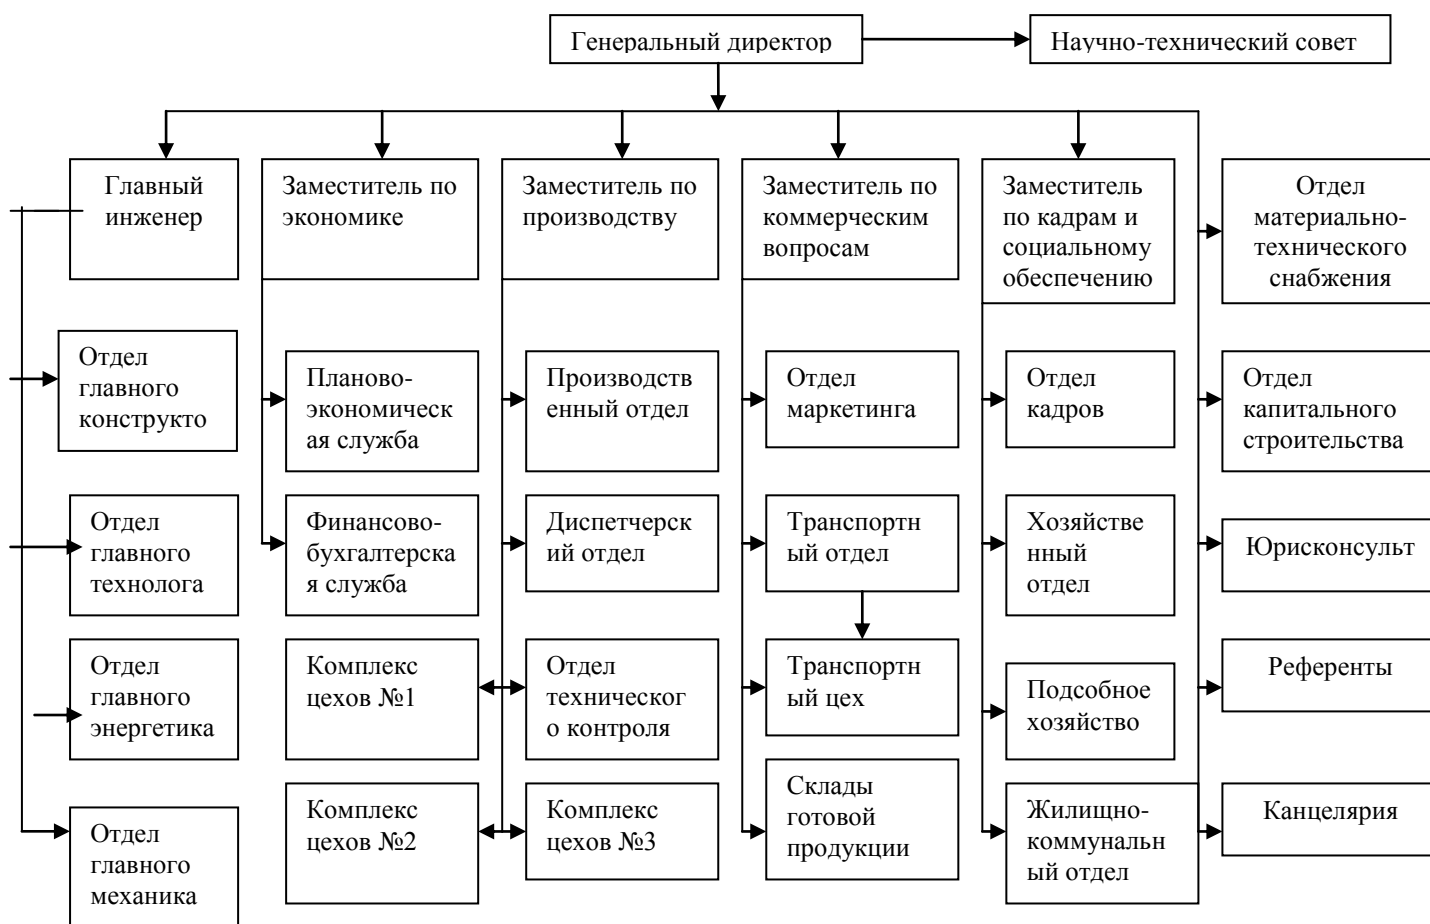 Генеральный директор
Научно-технический совет
Главный
инженер
Заместитель по
экономике
Заместитель по
производству
Заместитель по
коммерческим
вопросам
Заместитель
по кадрам и
социальному
обеспечению
Отдел
материально-
технического
снабжения
Отдел
главного
конструкто
Планово-
экономическ
ая служба
Производств
енный отдел
Отдел
маркетинга
Отдел
кадров
Отдел
капитального
строительства
Отдел
главного
технолога
Финансово-
бухгалтерска
я служба
Диспетчерск
ий отдел
Транспортн
ый отдел
Хозяйстве
нный
отдел
Юрисконсульт
Отдел
главного
энергетика
Комплекс
цехов №1
Отдел
техническог
о контроля
Транспортн
ый цех
Подсобное
хозяйство
Референты
Отдел
главного
механика
Комплекс
цехов №2
Комплекс
цехов №3
Склады
готовой
продукции
Жилищно-
коммунальн
ый отдел
Канцелярия